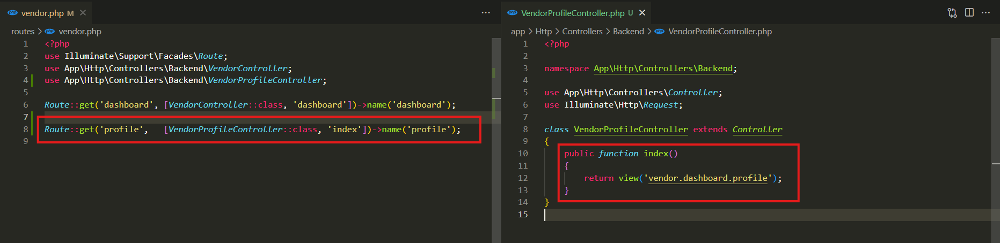 vendor.php M
routes > vendor.php
1 <?php
2 use Illuminate\Support\Facades\Route;
3 use App\Http\Controllers\Backend\VendorController;
4 use App\Http\Controllers\Backend\VendorProfileController;
5
6 Route::get('dashboard', [VendorController::class, 'dashboard'])->name('dashboard');
7
8 Route::get('profile',   [VendorProfileController::class, 'index'])->name('profile');
9
VendorProfileController.php U
app > Http > Controllers > Backend > VendorProfileController.php
1 <?php
2
3 namespace App\Http\Controllers\Backend;
4
5 use App\Http\Controllers\Controller;
6 use Illuminate\Http\Request;
7
8 class VendorProfileController extends Controller
9 {
10     public function index()
11     {
12         return view('vendor.dashboard.profile');
13     }
14 }
15